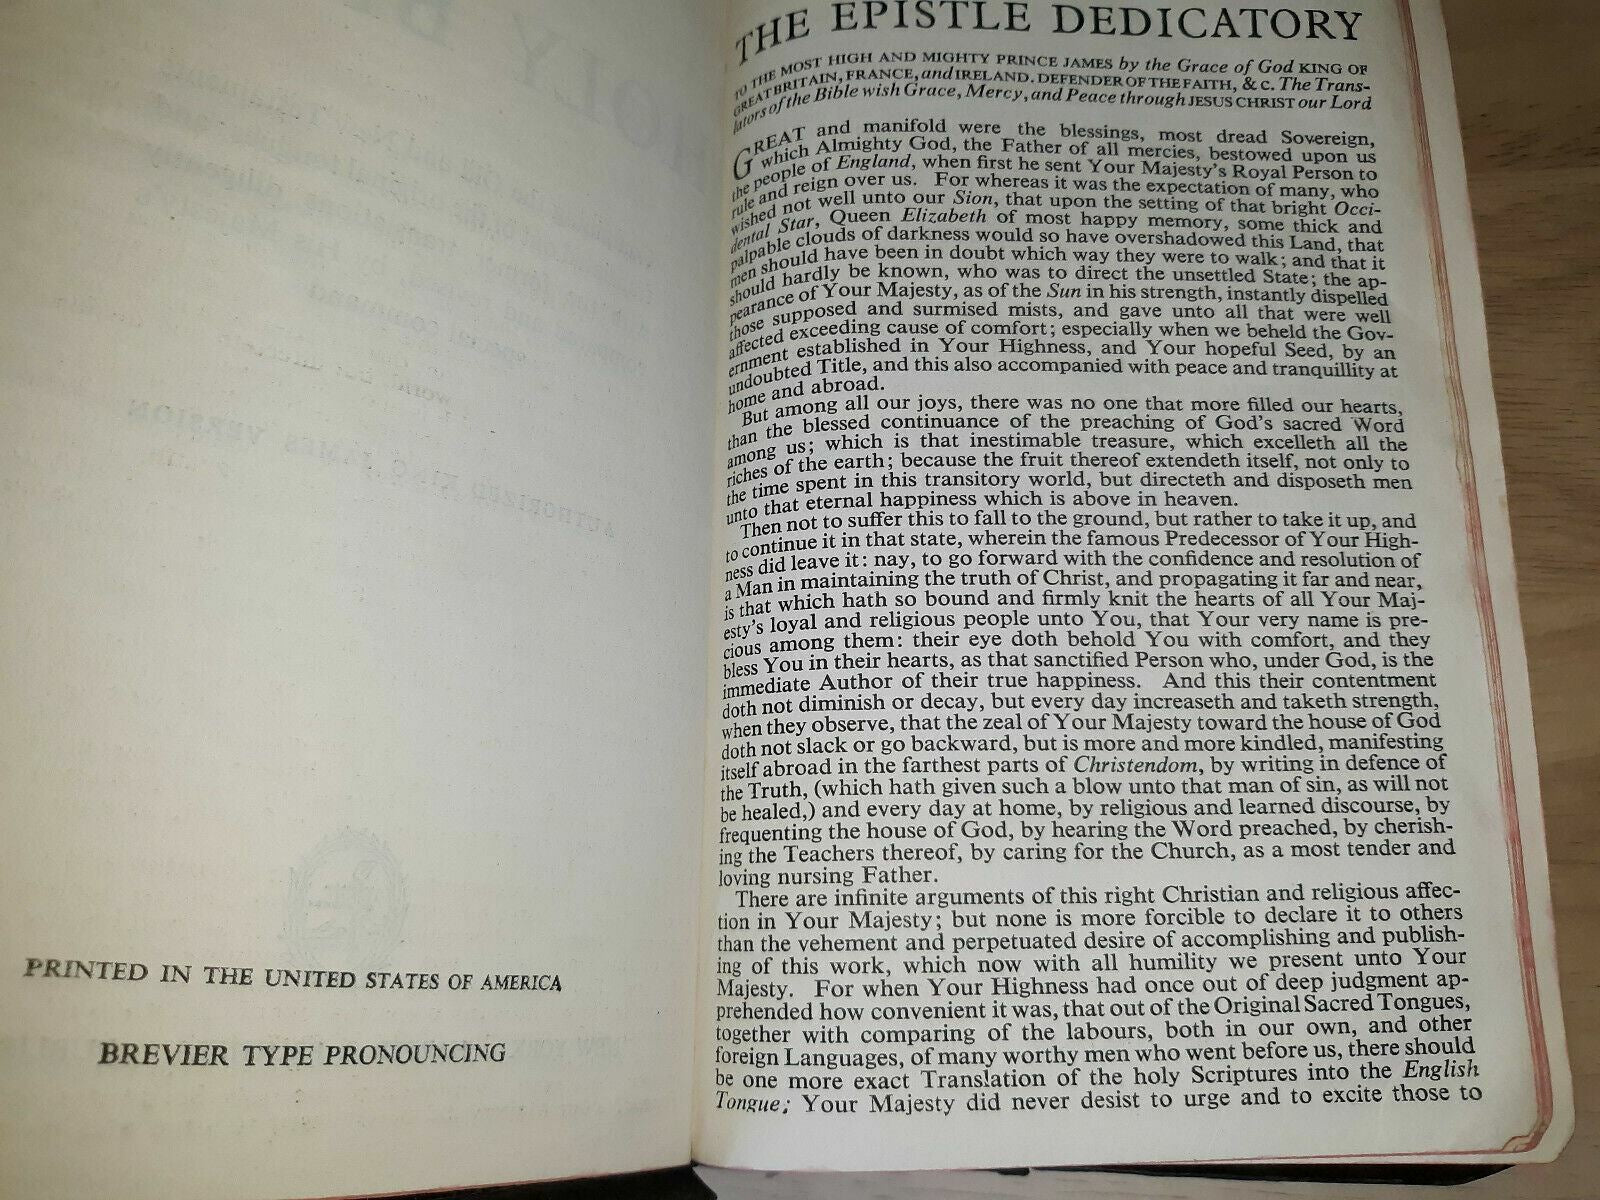 PRINTED IN THE UNITED STATES OF AMERICA
BREVIER TYPE PRONOUNCING
THE EPISTLE DEDICATORY
TO THE MOST HIGH AND MIGHTY PRINCE JAMES by the Grace of God KING OF
GREAT BRITAIN, FRANCE, and IRELAND. DEFENDER OF THE FAITH, & C. The Trans-
lators of the Bible wish Grace, Mercy, and Peace through JESUS CHRIST our Lord
GREAT and manifold were the blessings, most dread Sovereign,
which Almighty God, the Father of all mercies, bestowed upon us
the people of England, when first he sent Your Majesty's Royal Person to
rule and reign over us. For whereas it was the expectation of many, who
wished not well unto our Sion, that upon the setting of that bright Occi-
dental Star, Queen Elizabeth of most happy memory, some thick and
palpable clouds of darkness would so have overshadowed this Land, that
men should have been in doubt which way they were to walk; and that it
should hardly be known, who was to direct the unsettled State; the ap-
pearance of Your Majesty, as of the Sun in his strength, instantly dispelled
those supposed and surmised mists, and gave unto all that were well
affected exceeding cause of comfort; especially when we beheld the Gov-
ernment established in Your Highness, and Your hopeful Seed, by an
undoubted Title, and this also accompanied with peace and tranquillity at
home and abroad.
But among all our joys, there was no one that more filled our hearts,
than the blessed continuance of the preaching of God's sacred Word
among us; which is that inestimable treasure, which excelleth all the
riches of the earth; because the fruit thereof extendeth itself, not only to
the time spent in this transitory world, but directeth and disposeth men
unto that eternal happiness which is above in heaven.
Then not to suffer this to fall to the ground, but rather to take it up, and
to continue it in that state, wherein the famous Predecessor of Your High-
ness did leave it: nay, to go forward with the confidence and resolution of
a Man in maintaining the truth of Christ, and propagating it far and near,
is that which hath so bound and firmly knit the hearts of all Your Maj-
esty's loyal and religious people unto You, that Your very name is pre-
cious among them: their eye doth behold You with comfort, and they
bless You in their hearts, as that sanctified Person who, under God, is the
immediate Author of their true happiness. And this their contentment
doth not diminish or decay, but every day increaseth and taketh strength,
when they observe, that the zeal of Your Majesty toward the house of God
doth not slack or go backward, but is more and more kindled, manifesting
itself abroad in the farthest parts of Christendom, by writing in defence of
the Truth, (which hath given such a blow unto that man of sin, as will not
be healed,) and every day at home, by religious and learned discourse, by
frequenting the house of God, by hearing the Word preached, by cherish-
ing the Teachers thereof, by caring for the Church, as a most tender and
loving nursing Father.
There are infinite arguments of this right Christian and religious affec-
tion in Your Majesty; but none is more forcible to declare it to others
than the vehement and perpetuated desire of accomplishing and publish-
ing of this work, which now with all humility we present unto Your
Majesty. For when Your Highness had once out of deep judgment ap-
prehended how convenient it was, that out of the Original Sacred Tongues,
together with comparing of the labours, both in our own, and other
foreign Languages, of many worthy men who went before us, there should
be one more exact Translation of the holy Scriptures into the English
Tongue; Your Majesty did never desist to urge and to excite those to